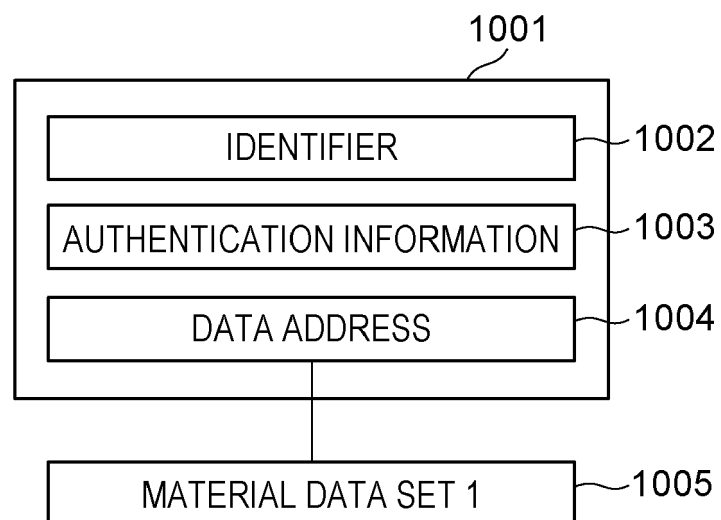 1001
IDENTIFIER
1002
AUTHENTICATION INFORMATION
1003
DATA ADDRESS
1004
MATERIAL DATA SET 1
1005